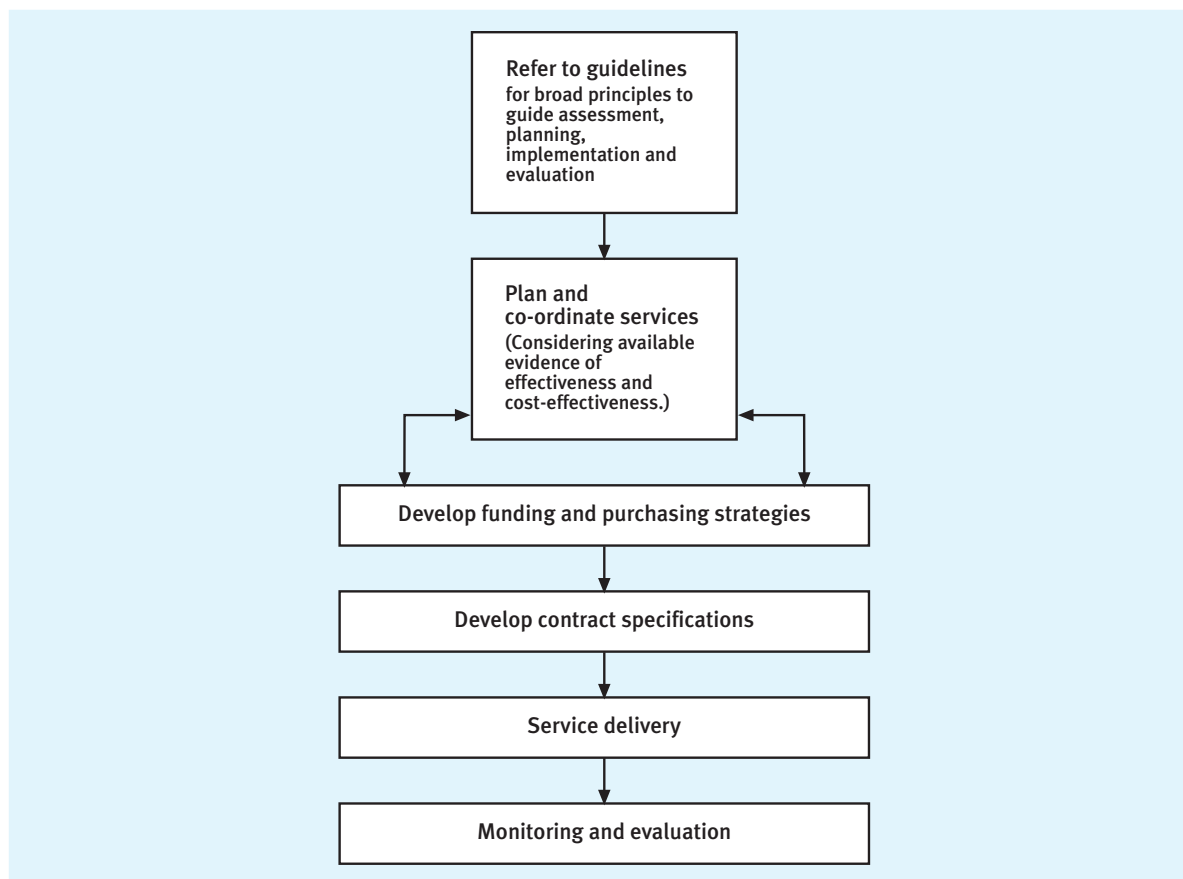 Refer to guidelines
for broad principles to
guide assessment,
planning,
implementation and
evaluation
Plan and
co-ordinate services
(Considering available
evidence of
effectiveness and
cost-effectiveness.)
Develop funding and purchasing strategies
Develop contract specifications
Service delivery
Monitoring and evaluation